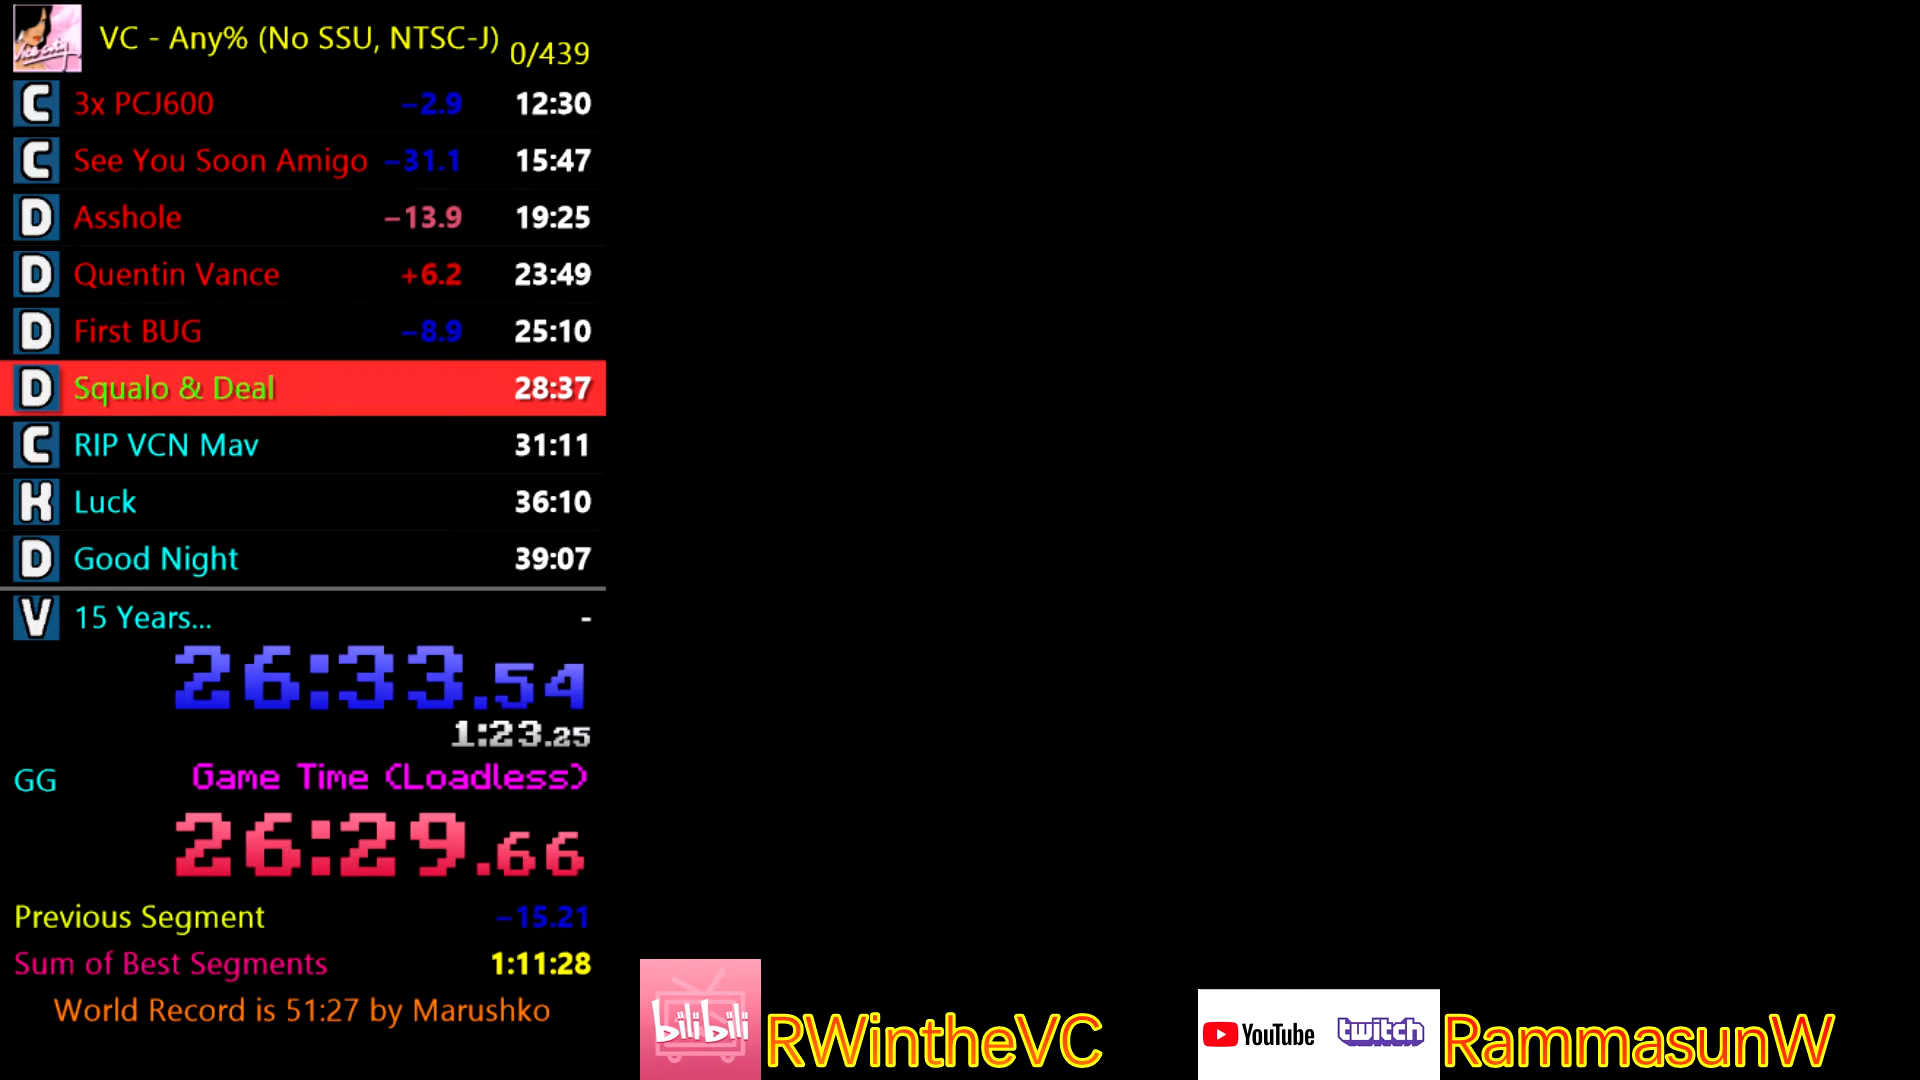 VC - Any% (No SSU, NTSC-J) 0/439
C 3x PCJ600 −2.9 12:30
C See You Soon Amigo −31.1 15:47
D Asshole −13.9 19:25
D Quentin Vance +6.2 23:49
D First BUG −8.9 25:10
D Squalo & Deal 28:37
C RIP VCN Mav 31:11
K Luck 36:10
D Good Night 39:07
V 15 Years... -
26:33.54
1:23.25
GG Game Time (Loadless)
26:29.66
Previous Segment −15.21
Sum of Best Segments 1:11:28
World Record is 51:27 by Marushko
bilibili RWintheVC YouTube twitch RammasunW